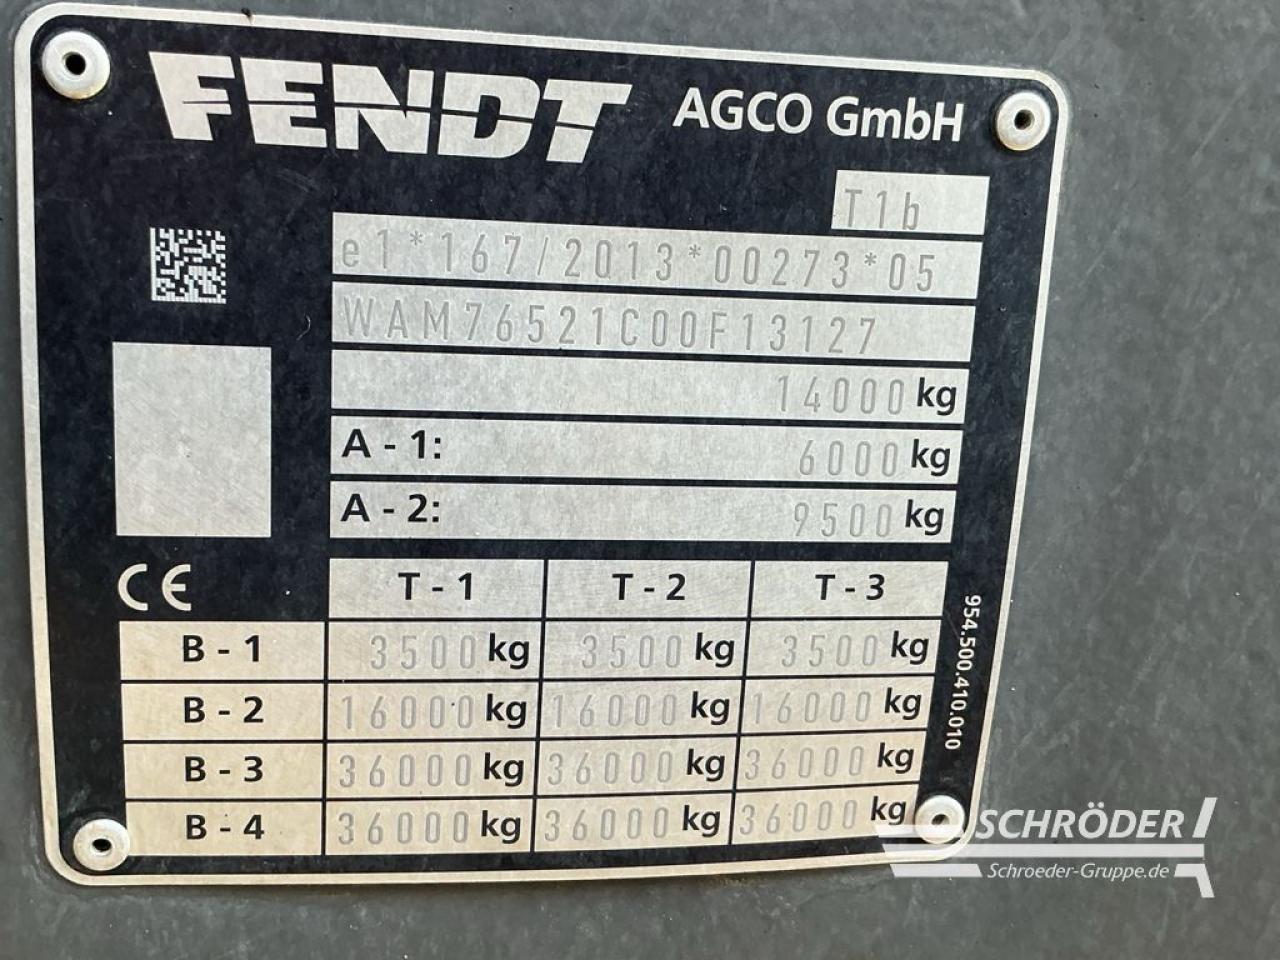 FENDT AGCO GmbH
T1b
e1*167/2013*00273*05
WAM76521C00F13127
14000 kg
A - 1: 6000 kg
A - 2: 9500 kg
CE T - 1 T - 2 T - 3
B - 1 3500 kg 3500 kg 3500 kg
B - 2 16000 kg 16000 kg 16000 kg
B - 3 36000 kg 36000 kg 36000 kg
B - 4 36000 kg 36000 kg 36000 kg
954.500.410.010
SCHRÖDER
Schroeder-Gruppe.de